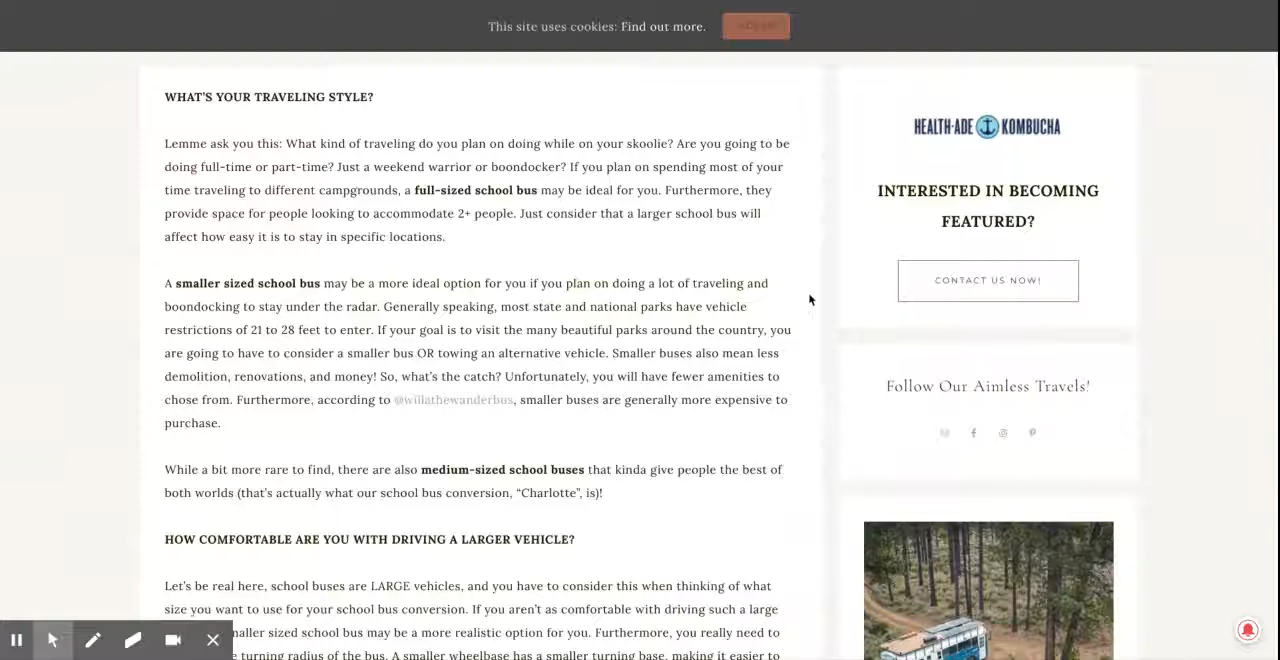 This site uses cookies: Find out more.
WHAT'S YOUR TRAVELING STYLE?
Lemme ask you this: What kind of traveling do you plan on doing while on your skoolie? Are you going to be
doing full-time or part-time? Just a weekend warrior or boondocker? If you plan on spending most of your
time traveling to different campgrounds, a full-sized school bus may be ideal for you. Furthermore, they
provide space for people looking to accommodate 2+ people. Just consider that a larger school bus will
affect how easy it is to stay in specific locations.
A smaller sized school bus may be a more ideal option for you if you plan on doing a lot of traveling and
boondocking to stay under the radar. Generally speaking, most state and national parks have vehicle
restrictions of 21 to 28 feet to enter. If your goal is to visit the many beautiful parks around the country, you
are going to have to consider a smaller bus OR towing an alternative vehicle. Smaller buses also mean less
demolition, renovations, and money! So, what's the catch? Unfortunately, you will have fewer amenities to
chose from. Furthermore, according to @willathewanderbus, smaller buses are generally more expensive to
purchase.
While a bit more rare to find, there are also medium-sized school buses that kinda give people the best of
both worlds (that's actually what our school bus conversion, “Charlotte”, is)!
HOW COMFORTABLE ARE YOU WITH DRIVING A LARGER VEHICLE?
Let's be real here, school buses are LARGE vehicles, and you have to consider this when thinking of what
size you want to use for your school bus conversion. If you aren't as comfortable with driving such a large
sized school bus may be a more realistic option for you. Furthermore, you really need to
turning radius of the bus. A smaller wheelbase has a smaller turning base, making it easier to
HEALTH-ADE KOMBUCHA
INTERESTED IN BECOMING
FEATURED?
CONTACT US NOW!
Follow Our Aimless Travels!